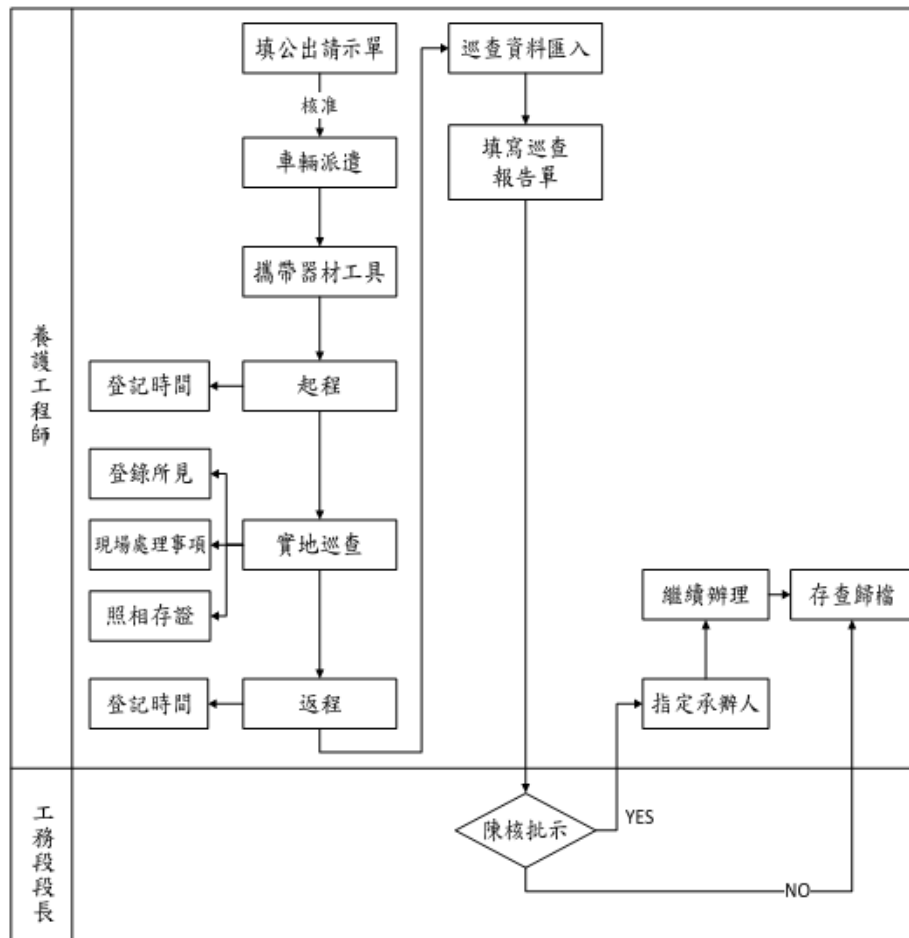 養護工程師
填公出請示單
核准
車輛派遣
攜帶器材工具
登記時間
起程
登錄所見
現場處理事項
實地巡查
照相存證
登記時間
返程
巡查資料匯入
填寫巡查
報告單
繼續辦理
存查歸檔
指定承辦人
工務段段長
陳核批示
YES
NO